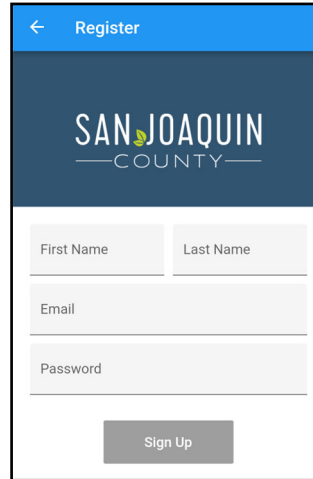 Register
SAN JOAQUIN
COUNTY
First Name Last Name
Email
Password
Sign Up